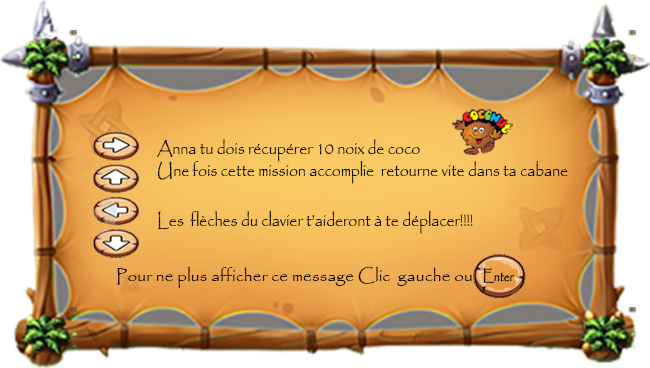 COCONUT
Anna tu dois récupérer 10 noix de coco
Une fois cette mission accomplie retourne vite dans ta cabane
Les flèches du clavier t'aideront à te déplacer!!!!
Pour ne plus afficher ce message Clic gauche ou Enter